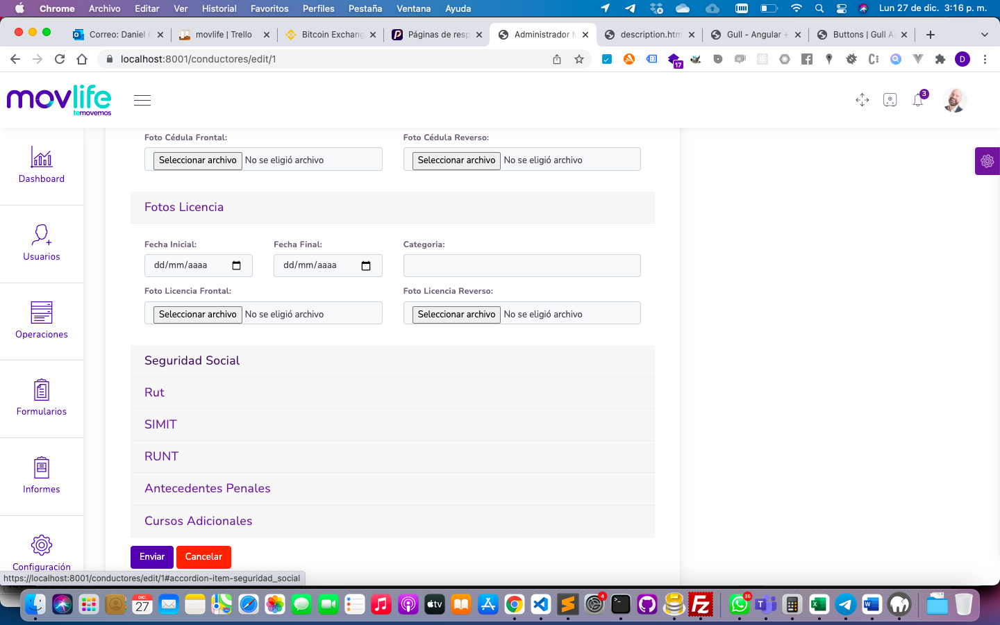 Chrome Archivo Editar Ver Historial Favoritos Perfiles Pestaña Ventana Ayuda Lun 27 de dic. 3:16 p. m.
Correo: Daniel movlife | Trello Bitcoin Exchang Páginas de resp Administrador description.htm Gull - Angular + Buttons | Gull
localhost:8001/conductores/edit/1 17 D
movlife
temovemos
3
Foto Cédula Frontal: Foto Cédula Reverso:
Seleccionar archivo No se eligió archivo Seleccionar archivo No se eligió archivo
Dashboard
Fotos Licencia
Fecha Inicial: Fecha Final: Categoria:
Usuarios
dd/mm/aaaa dd/mm/aaaa
Foto Licencia Frontal: Foto Licencia Reverso:
Seleccionar archivo No se eligió archivo Seleccionar archivo No se eligió archivo
Operaciones
Seguridad Social
Rut
Formularios
SIMIT
RUNT
Informes
Antecedentes Penales
Cursos Adicionales
Enviar Cancelar
Configuración
https://localhost:8001/conductores/edit/1#accordion-item-seguridad_social
DIC.
27
tv
4
36